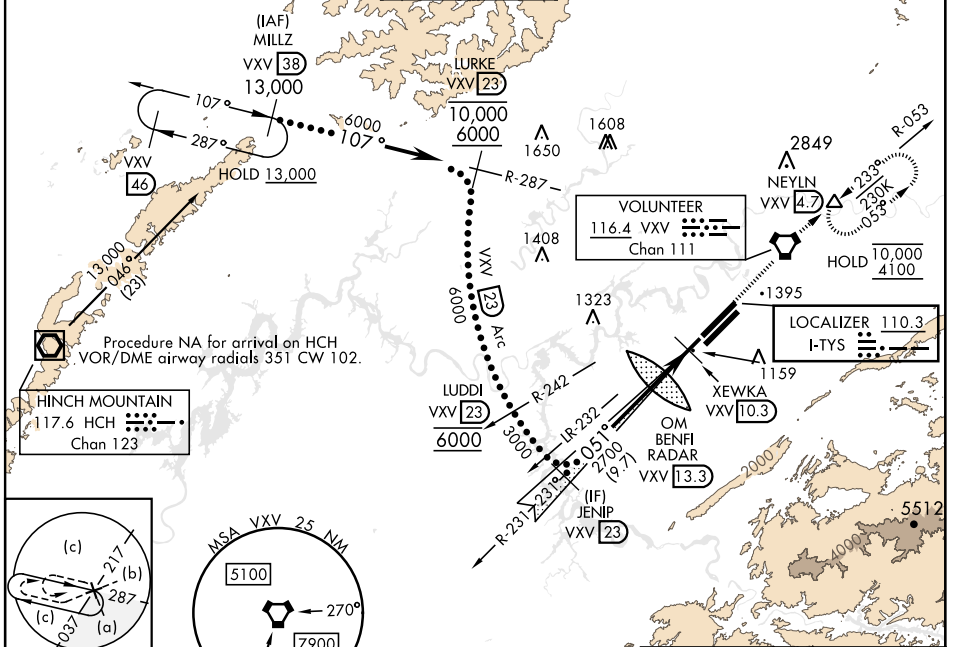 (IAF)
MILLZ
VXV 38
13,000
LURKE
VXV 23
10,000
6000
107°
287°
6000
107°
HOLD 13,000
VXV
46
R-287
1650
1608
1408
1323
2849
NEYLN
VXV 4.7
R-053
233°
230K
053°
HOLD 10,000
4100
VOLUNTEER
116.4 VXV
Chan 111
1395
LOCALIZER 110.3
I-TYS
1159
XEWKA
VXV 10.3
13,000
046°
(23)
Procedure NA for arrival on HCH
VOR/DME airway radials 351 CW 102.
HINCH MOUNTAIN
117.6 HCH
Chan 123
VXV 23 Arc
6000
LUDDI
VXV 23
6000
R-242
LR-232
3000
051°
2700
(9.7)
OM
BENFI
RADAR
VXV 13.3
231°
R-231
(IF)
JENIP
VXV 23
2000
4000
5512
(c)
217
(b)
287
(c)
037
(a)
MSA VXV 25 NM
5100
270°
7900